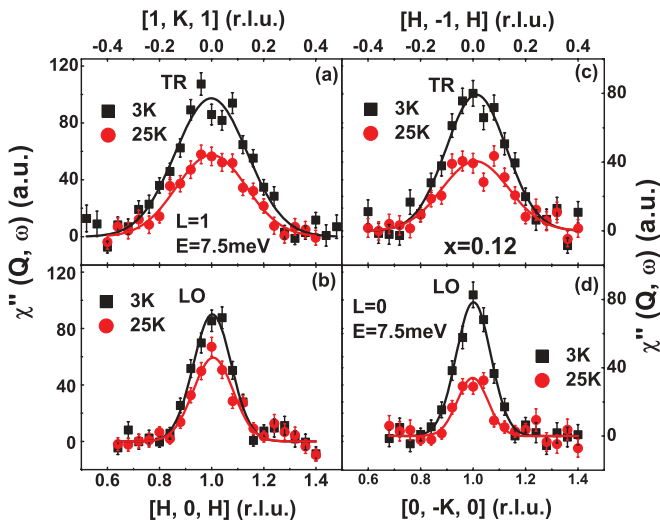 [1, K, 1] (r.l.u.)
[H, -1, H] (r.l.u.)
-0.4 -0.2 0.0 0.2 0.4
-0.4 -0.2 0.0 0.2 0.4
120
80
40
0
TR
(a)
3K
25K
L=1
E=7.5meV
TR
(c)
3K
25K
x=0.12
80
40
0
χ'' (Q, ω) (a.u.)
χ'' (Q, ω) (a.u.)
120
80
40
0
LO
(b)
3K
25K
LO
(d)
L=0
E=7.5meV
3K
25K
80
40
0
0.6 0.8 1.0 1.2 1.4
0.6 0.8 1.0 1.2 1.4
[H, 0, H] (r.l.u.)
[0, -K, 0] (r.l.u.)